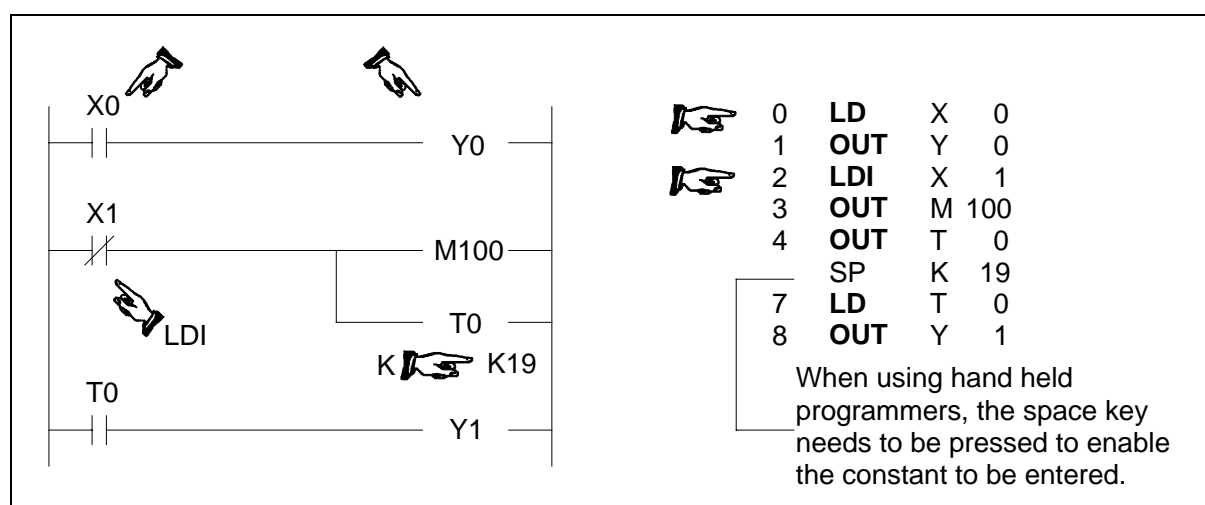 X0
Y0
X1
M100
LDI
T0
K K19
T0
Y1
0 LD X 0
1 OUT Y 0
2 LDI X 1
3 OUT M 100
4 OUT T 0
SP K 19
7 LD T 0
8 OUT Y 1
When using hand held
programmers, the space key
needs to be pressed to enable
the constant to be entered.